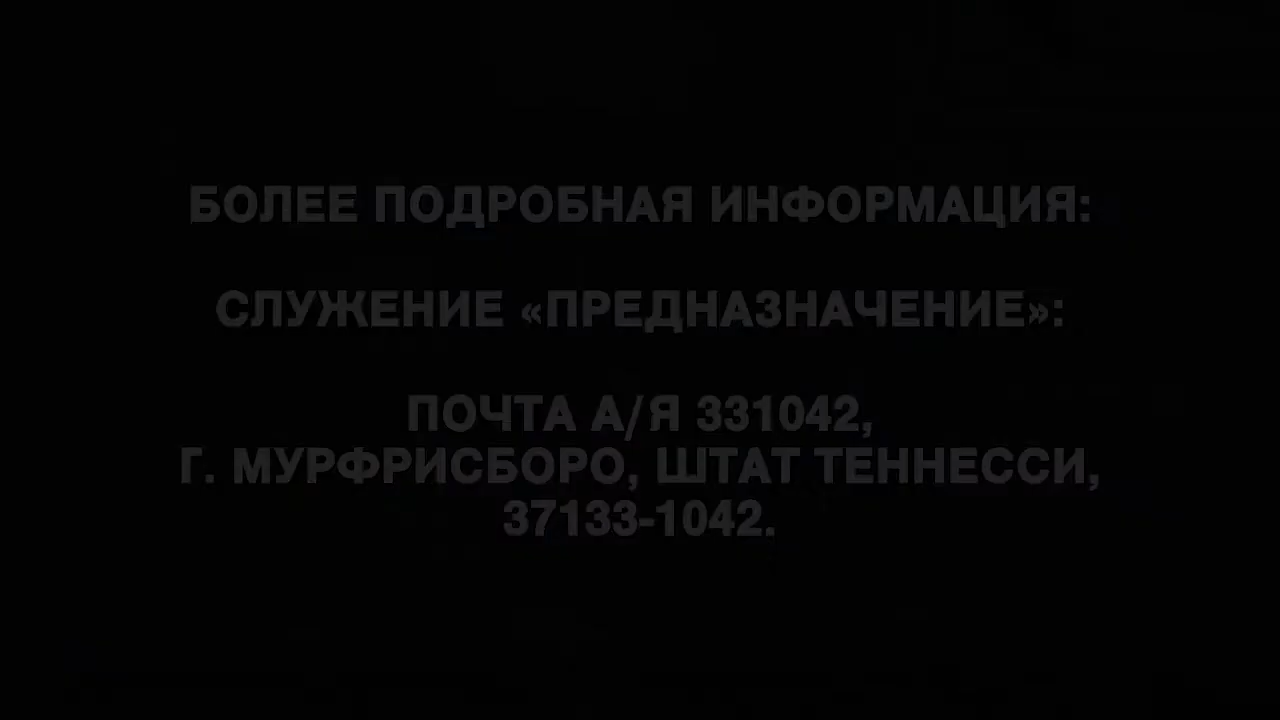 БОЛЕЕ ПОДРОБНАЯ ИНФОРМАЦИЯ:
СЛУЖЕНИЕ «ПРЕДНАЗНАЧЕНИЕ»:
ПОЧТА А/Я 331042,
Г. МУРФРИСБОРО, ШТАТ ТЕННЕССИ,
37133-1042.